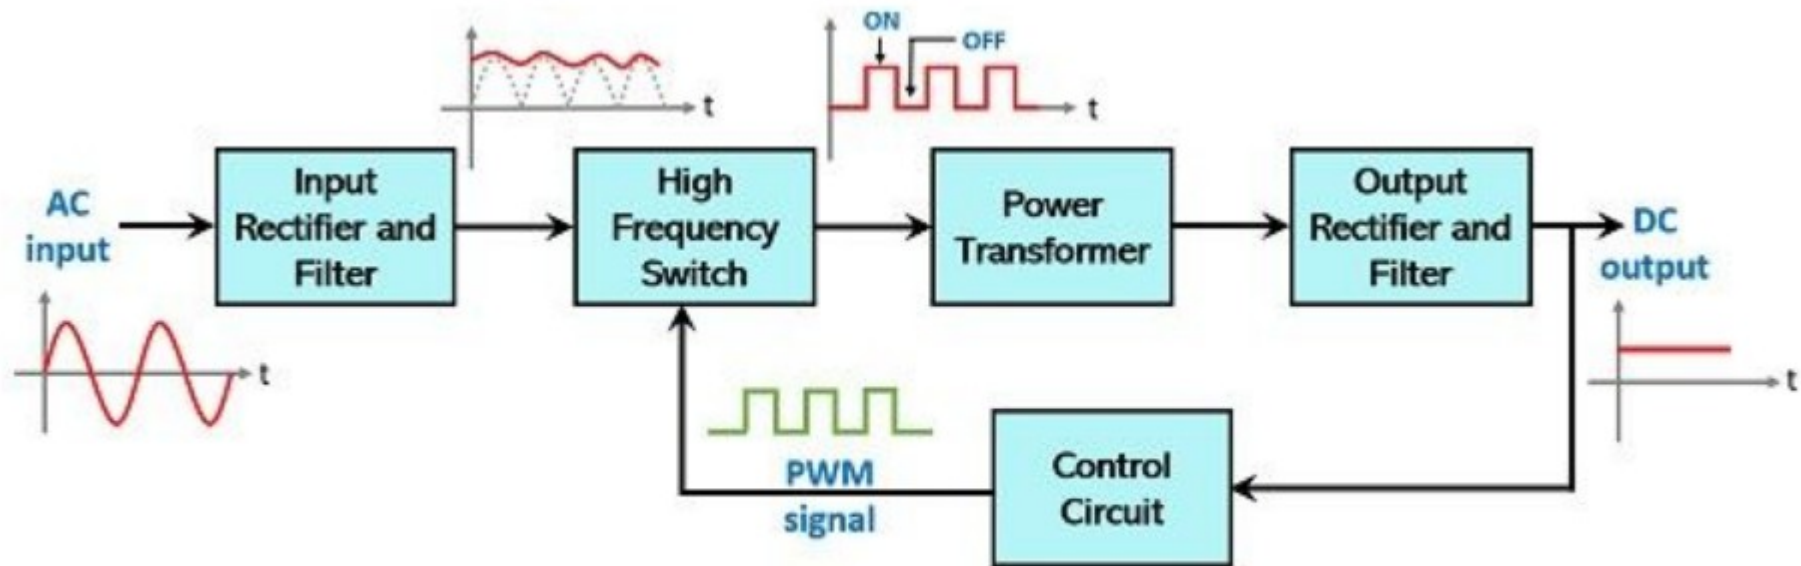 ON
OFF
t
t
AC
input
Input
Rectifier and
Filter
High
Frequency
Switch
Power
Transformer
Output
Rectifier and
Filter
DC
output
t
t
PWM
signal
Control
Circuit